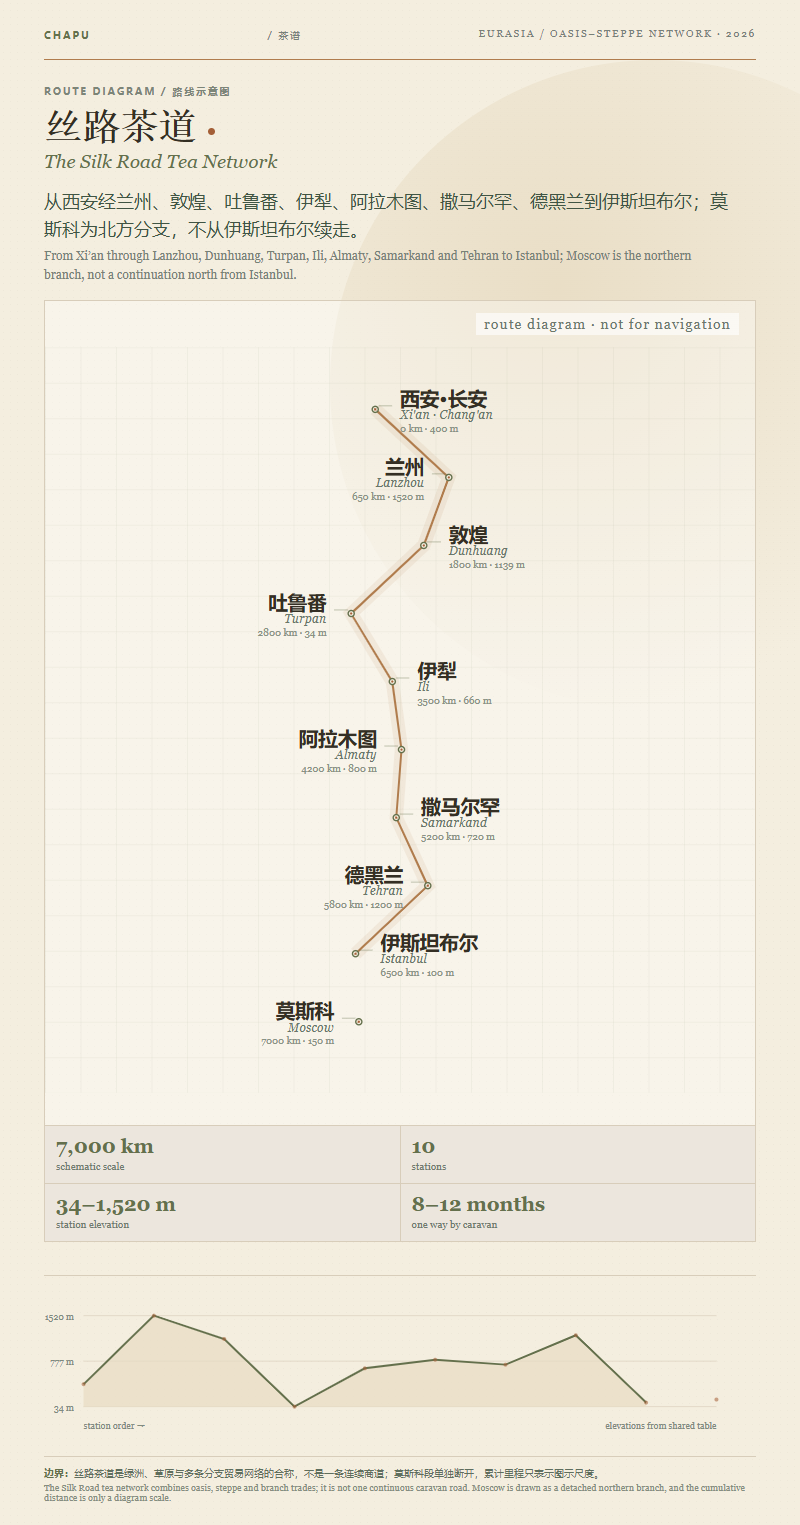 CHAPU / 茶谱 EURASIA / OASIS–STEPPE NETWORK · 2026
ROUTE DIAGRAM / 路线示意图
丝路茶道
The Silk Road Tea Network
从西安经兰州、敦煌、吐鲁番、伊犁、阿拉木图、撒马尔罕、德黑兰到伊斯坦布尔；莫
斯科为北方分支，不从伊斯坦布尔续走。
From Xi’an through Lanzhou, Dunhuang, Turpan, Ili, Almaty, Samarkand and Tehran to Istanbul; Moscow is the northern
branch, not a continuation north from Istanbul.
route diagram · not for navigation
西安·长安
Xi'an · Chang'an
0 km · 400 m
兰州
Lanzhou
650 km · 1520 m
敦煌
Dunhuang
1800 km · 1139 m
吐鲁番
Turpan
2800 km · 34 m
伊犁
Ili
3500 km · 660 m
阿拉木图
Almaty
4200 km · 800 m
撒马尔罕
Samarkand
5200 km · 720 m
德黑兰
Tehran
5800 km · 1200 m
伊斯坦布尔
Istanbul
6500 km · 100 m
莫斯科
Moscow
7000 km · 150 m
7,000 km
schematic scale
10
stations
34–1,520 m
station elevation
8–12 months
one way by caravan
1520 m
777 m
34 m
station order →
elevations from shared table
边界：丝路茶道是绿洲、草原与多条分支贸易网络的合称，不是一条连续商道；莫斯科段单独断开，累计里程只表示图示尺度。
The Silk Road tea network combines oasis, steppe and branch trades; it is not one continuous caravan road. Moscow is drawn as a detached northern branch, and the cumulative
distance is only a diagram scale.